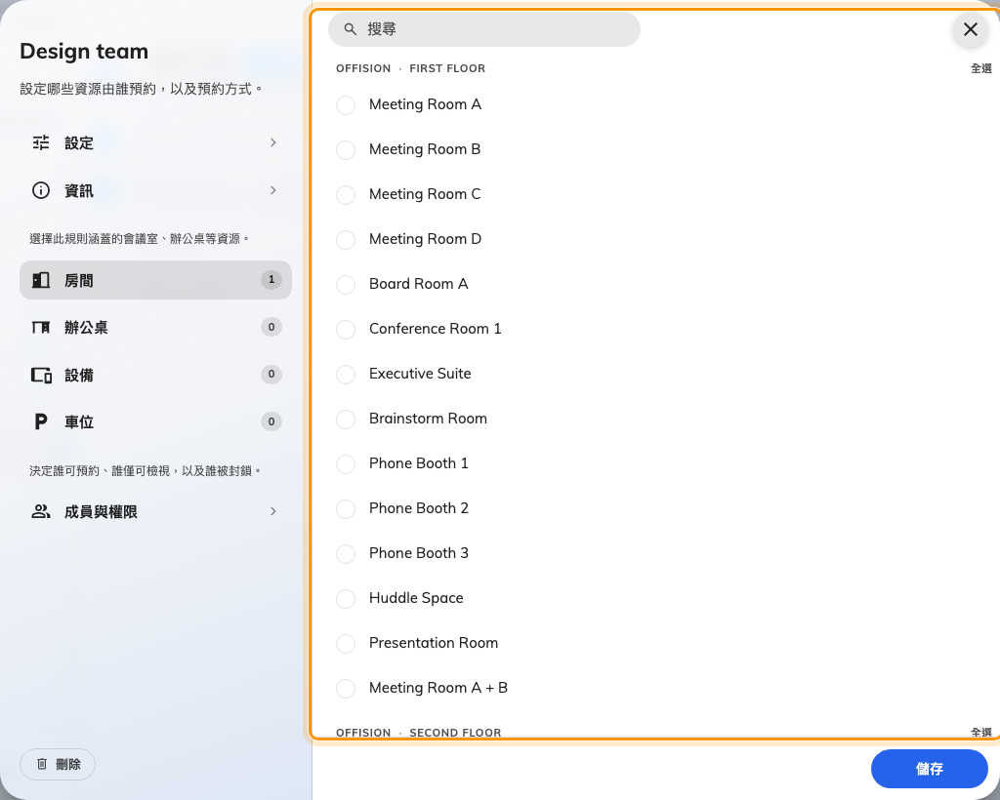 Design team
設定哪些資源由誰預約，以及預約方式。
設定
資訊
選擇此規則涵蓋的會議室、辦公桌等資源。
房間 1
辦公桌 0
設備 0
車位 0
決定誰可預約、誰僅可檢視，以及誰被封鎖。
成員與權限
刪除
搜尋
OFFISION · FIRST FLOOR 全選
Meeting Room A
Meeting Room B
Meeting Room C
Meeting Room D
Board Room A
Conference Room 1
Executive Suite
Brainstorm Room
Phone Booth 1
Phone Booth 2
Phone Booth 3
Huddle Space
Presentation Room
Meeting Room A + B
OFFISION · SECOND FLOOR 全選
儲存